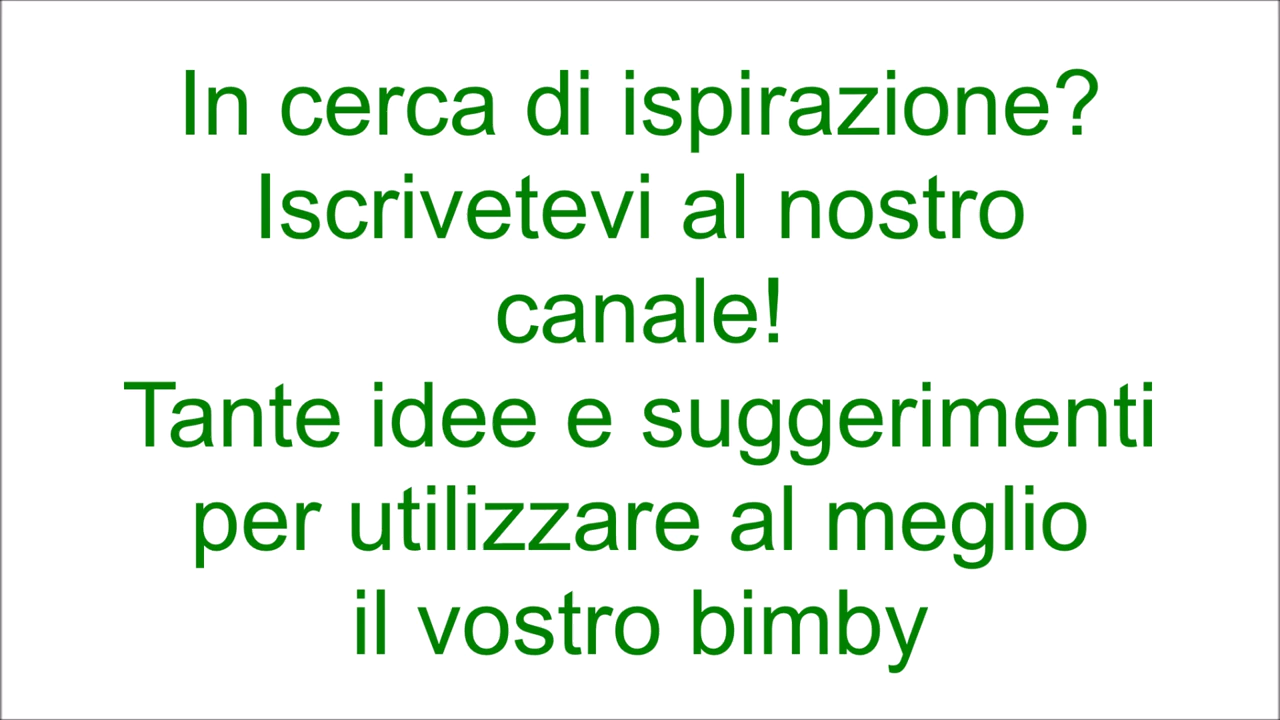 In cerca di ispirazione?
Iscrivetevi al nostro
canale!
Tante idee e suggerimenti
per utilizzare al meglio
il vostro bimby